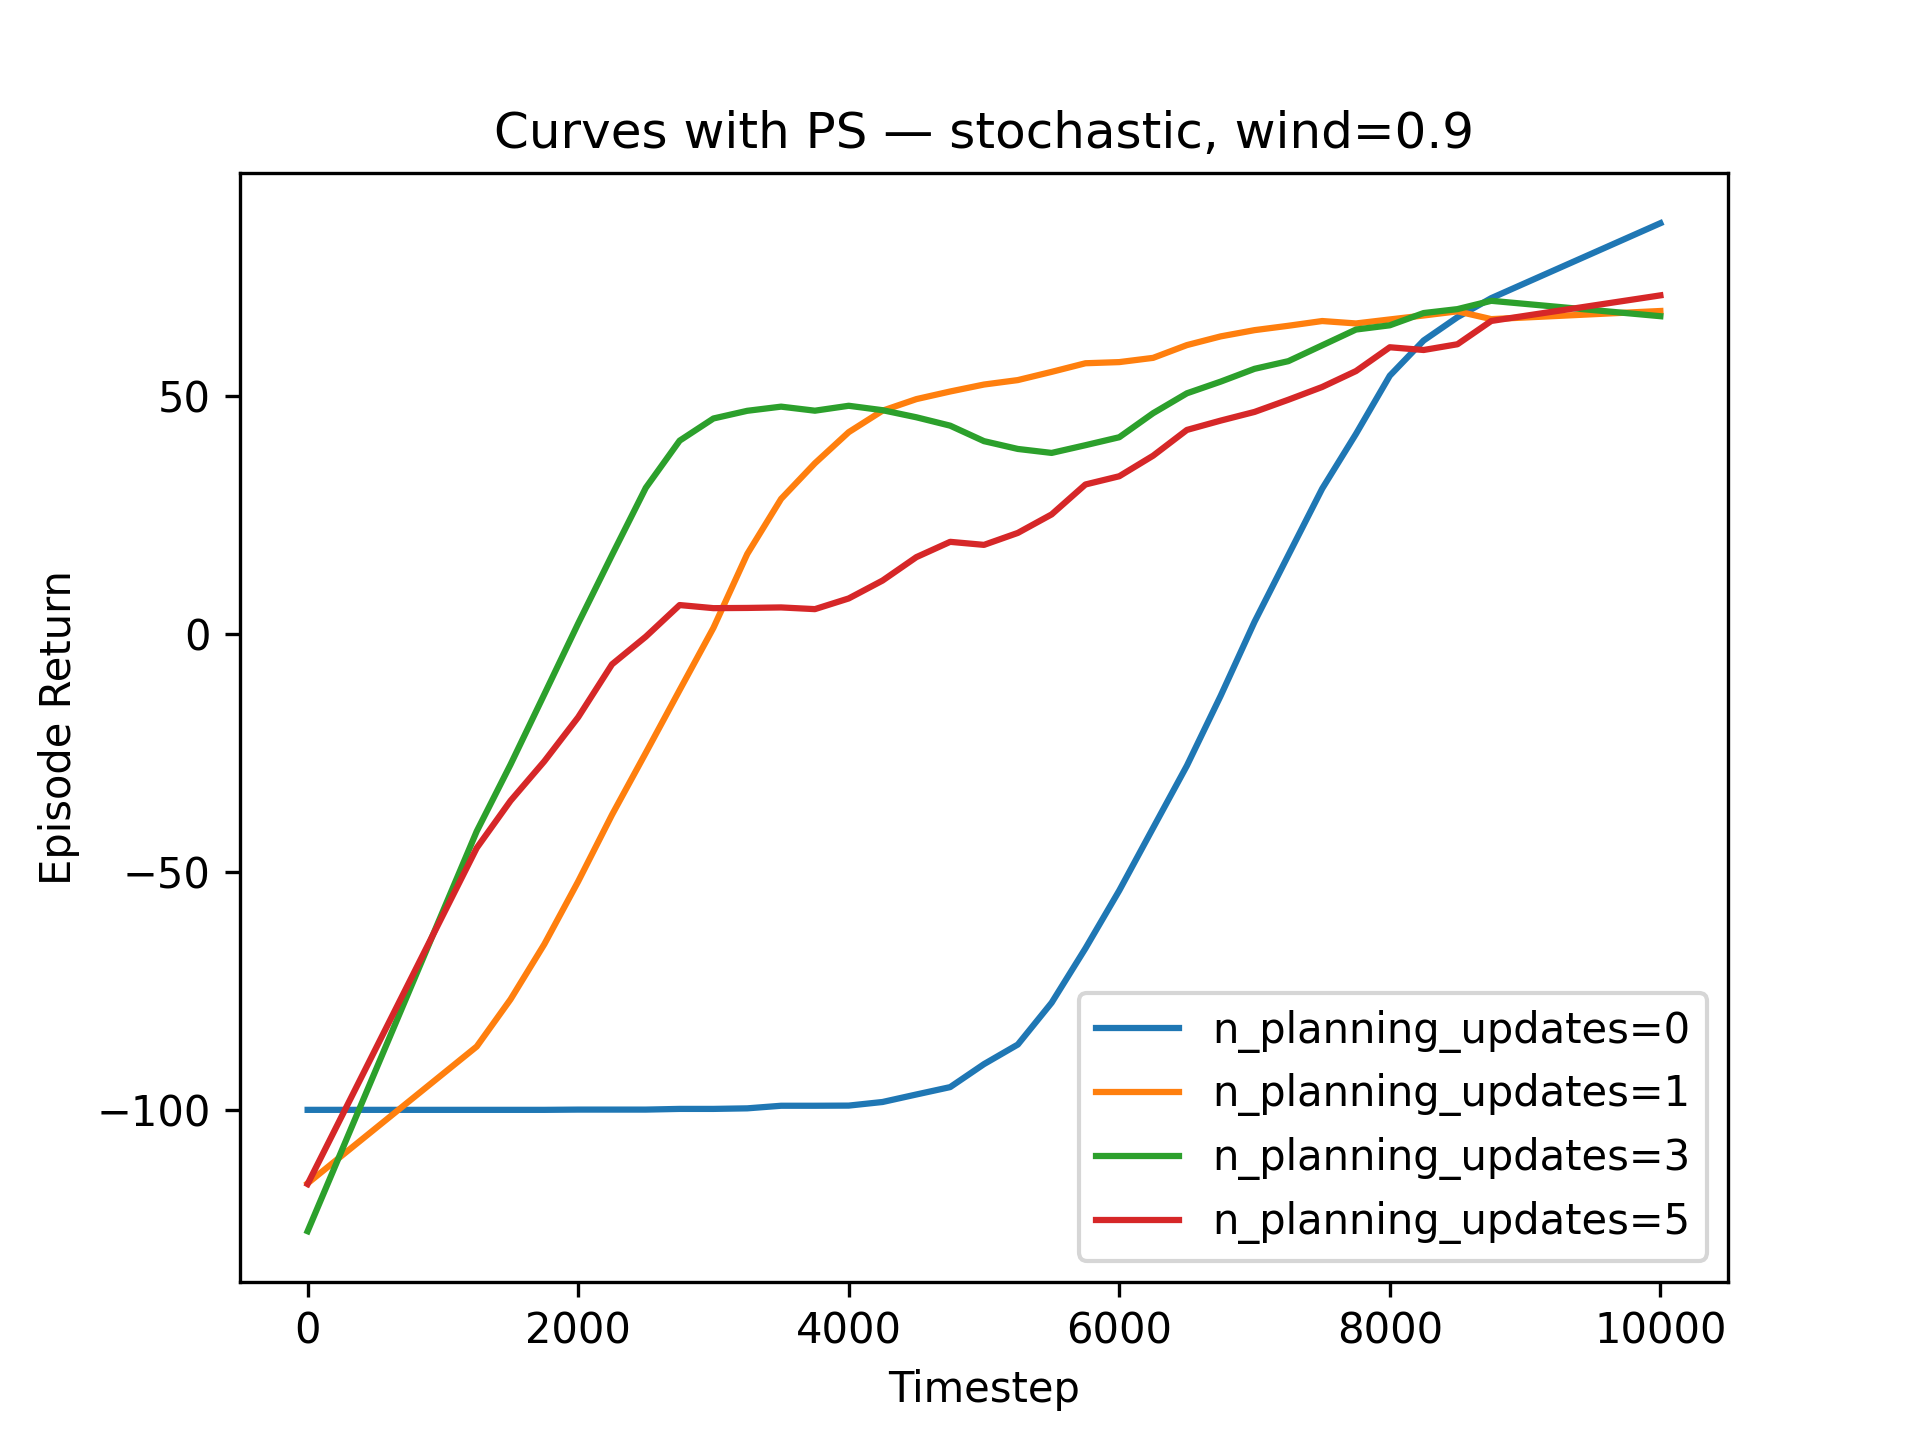 Curves with PS — stochastic, wind=0.9
Episode Return
50
0
−50
−100
n_planning_updates=0
n_planning_updates=1
n_planning_updates=3
n_planning_updates=5
0 2000 4000 6000 8000 10000
Timestep